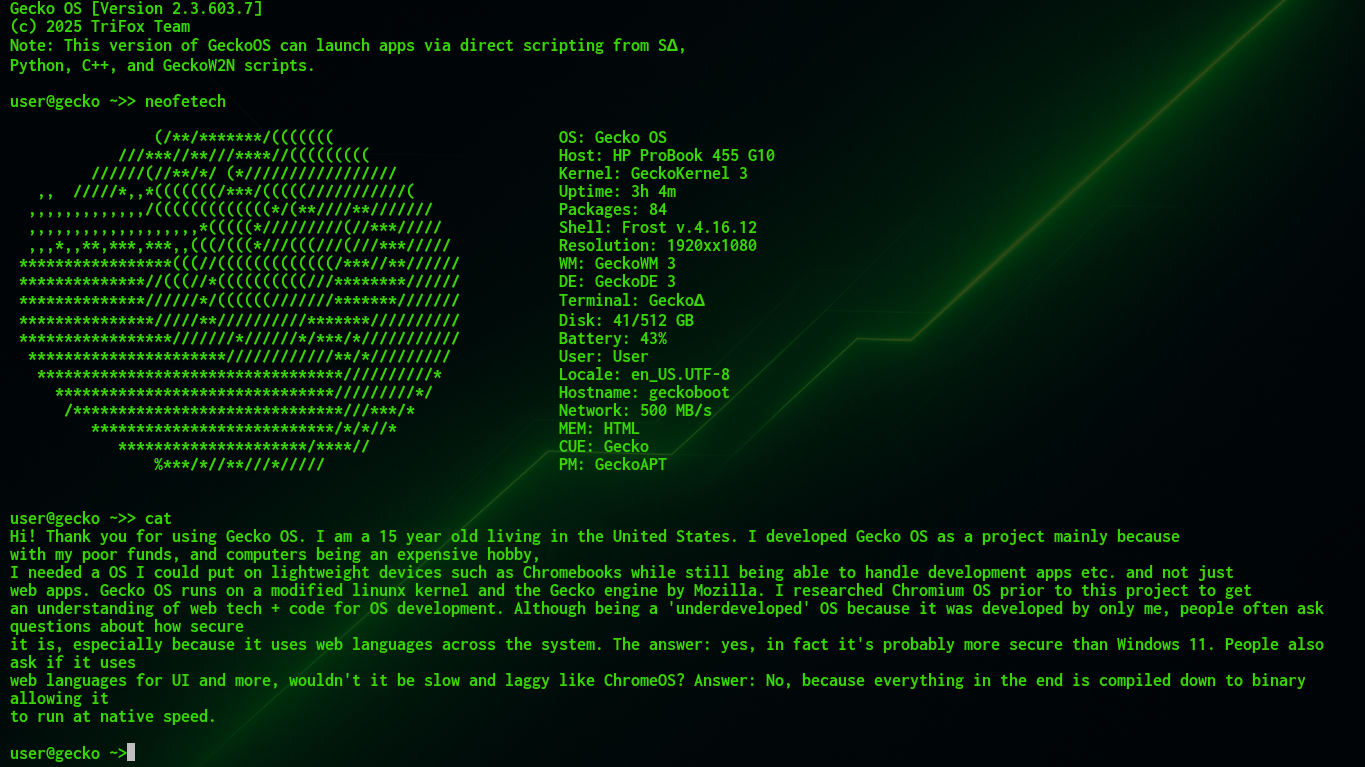 Gecko OS [Version 2.3.603.7]
(c) 2025 TriFox Team
Note: This version of GeckoOS can launch apps via direct scripting from S∆,
Python, C++, and GeckoW2N scripts.
user@gecko ~>> neofetech
(/**/*******/(((((((
///***//**///****//(((((((((
//////(//**/*/ (*/////////////////
,, /////*,,*(((((((/***/(((((///////////(
,,,,,,,,,,,,,/(((((((((((((*/(**////**///////
,,,,,,,,,,,,,,,,,,,*(((((*/////////(//***/////
,,,*,,**,***,***,,(((/(((*///(((///(///***/////
*****************(((//(((((((((((((/***//**//////
**************//(((//*(((((((((///********//////
**************//////*/((((((///////*******///////
***************/////**//////////*******//////////
*****************///////*//////*/***/*///////////
**********************////////////**/*/////////
**********************************//////////*
*******************************/////////*/
/******************************///***/*
***************************/*/*//*
*********************/****//
%***/*//**///*/////
OS: Gecko OS
Host: HP ProBook 455 G10
Kernel: GeckoKernel 3
Uptime: 3h 4m
Packages: 84
Shell: Frost v.4.16.12
Resolution: 1920xx1080
WM: GeckoWM 3
DE: GeckoDE 3
Terminal: Gecko∆
Disk: 41/512 GB
Battery: 43%
User: User
Locale: en_US.UTF-8
Hostname: geckoboot
Network: 500 MB/s
MEM: HTML
CUE: Gecko
PM: GeckoAPT
user@gecko ~>> cat
Hi! Thank you for using Gecko OS. I am a 15 year old living in the United States. I developed Gecko OS as a project mainly because
with my poor funds, and computers being an expensive hobby,
I needed a OS I could put on lightweight devices such as Chromebooks while still being able to handle development apps etc. and not just
web apps. Gecko OS runs on a modified linunx kernel and the Gecko engine by Mozilla. I researched Chromium OS prior to this project to get
an understanding of web tech + code for OS development. Although being a 'underdeveloped' OS because it was developed by only me, people often ask
questions about how secure
it is, especially because it uses web languages across the system. The answer: yes, in fact it's probably more secure than Windows 11. People also
ask if it uses
web languages for UI and more, wouldn't it be slow and laggy like ChromeOS? Answer: No, because everything in the end is compiled down to binary
allowing it
to run at native speed.
user@gecko ~>